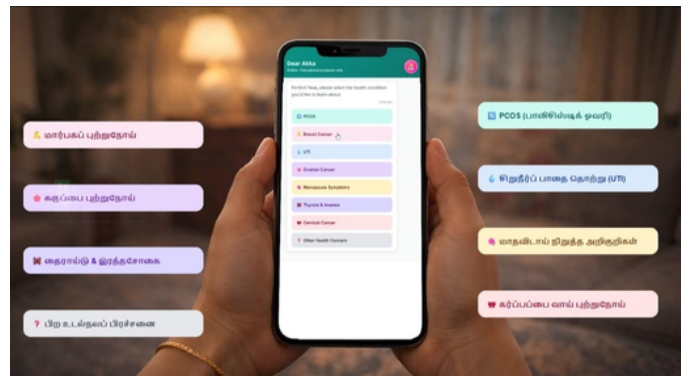 மார்பகப் புற்றுநோய்
கருப்பை புற்றுநோய்
தைராய்டு & இரத்தசோகை
பிற உடல்நலப் பிரச்சனை
Dear Akka
Perfect! Now, please select the health condition
you'd like to learn about:
PCOS
Breast Cancer
UTI
Ovarian Cancer
Menopause Symptoms
Thyroid & Anemia
Cervical Cancer
Other Health Concern
PCOS (பாலிசிஸ்டிக் ஓவரி)
சிறுநீர்ப் பாதை தொற்று (UTI)
மாதவிடாய் நிறுத்த அறிகுறிகள்
கர்ப்பப்பை வாய் புற்றுநோய்